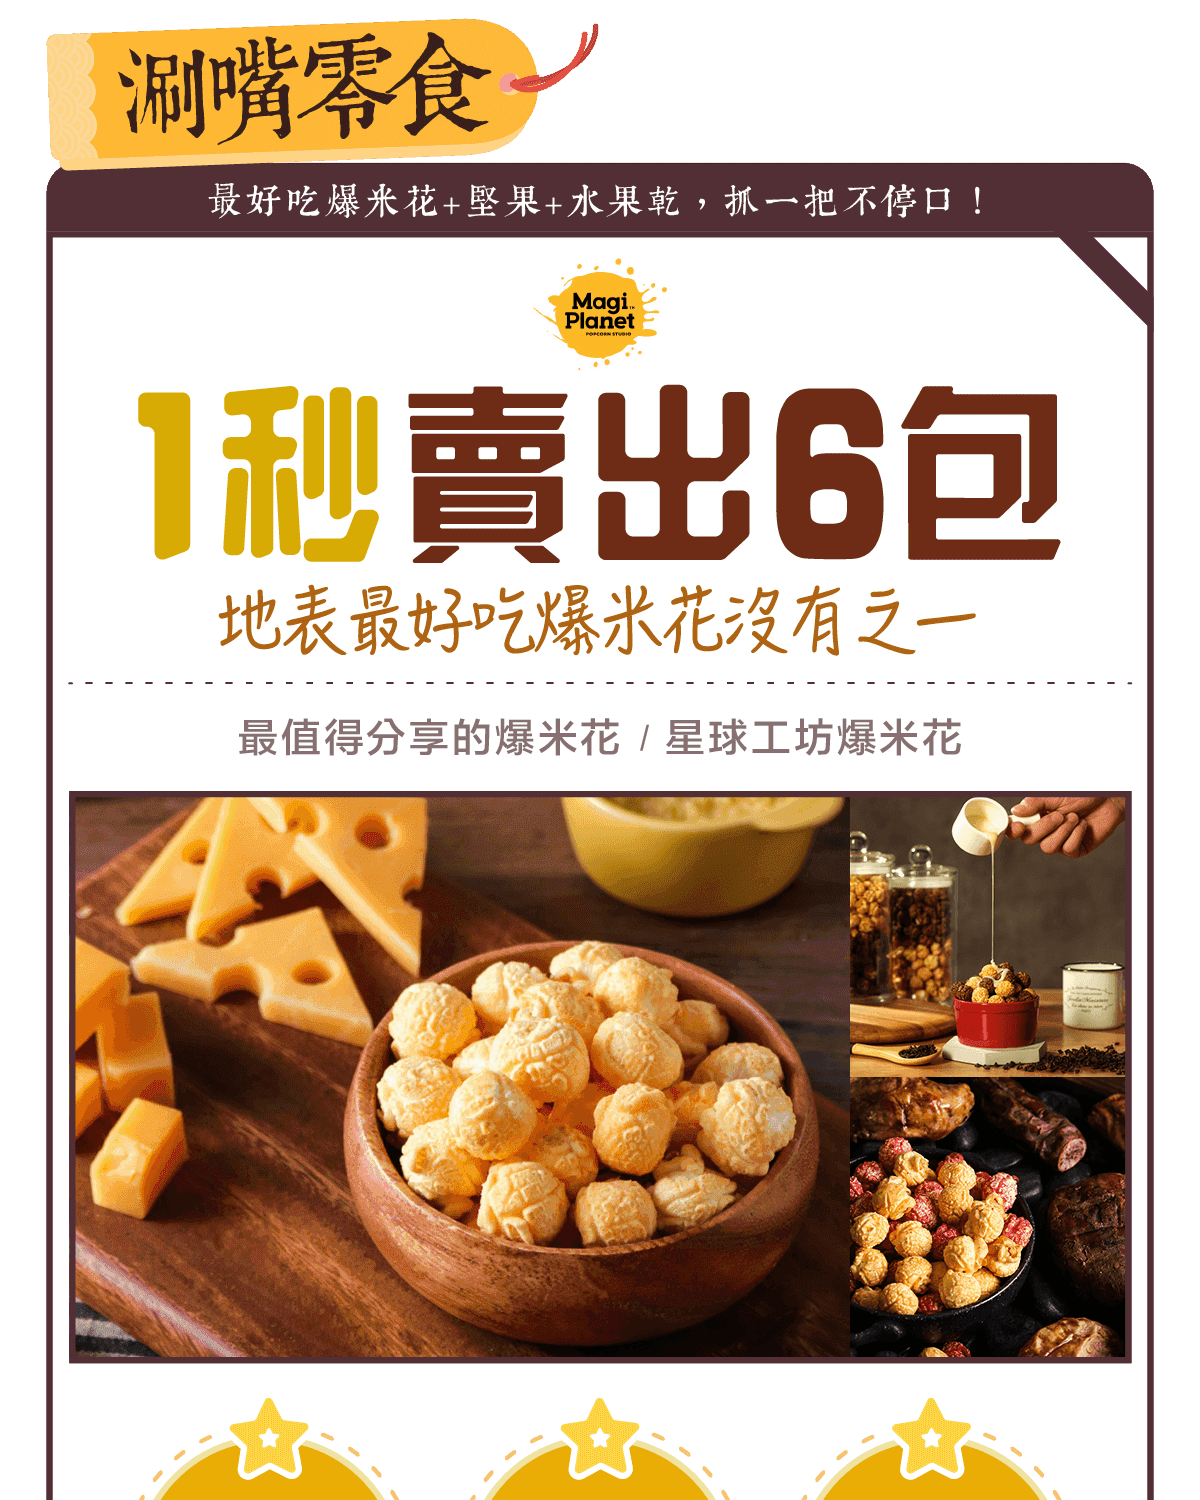 涮嘴零食
最好吃爆米花+堅果+水果乾，抓一把不停口！
Magi
Planet
POPCORN STUDIO
1秒賣出6包
地表最好吃爆米花沒有之一
最值得分享的爆米花 / 星球工坊爆米花